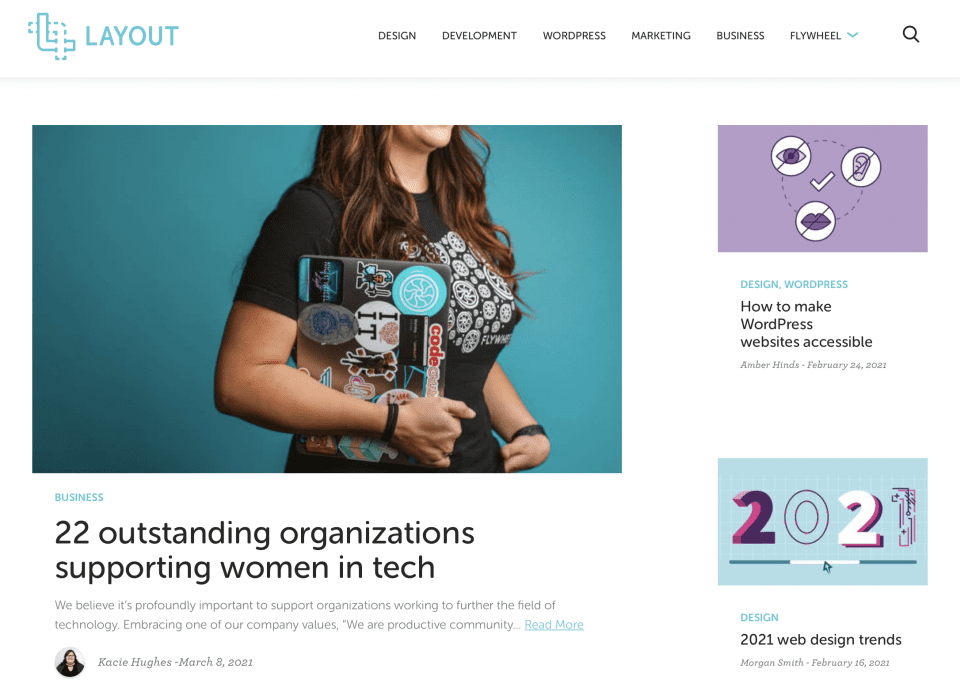 LAYOUT
DESIGN DEVELOPMENT WORDPRESS MARKETING BUSINESS FLYWHEEL
IT
code
FLYWHEEL
BUSINESS
22 outstanding organizations
supporting women in tech
We believe it's profoundly important to support organizations working to further the field of
technology. Embracing one of our company values, "We are productive community... Read More
Kacie Hughes -March 8, 2021
DESIGN, WORDPRESS
How to make
WordPress
websites accessible
Amber Hinds - February 24, 2021
2021
DESIGN
2021 web design trends
Morgan Smith - February 16, 2021